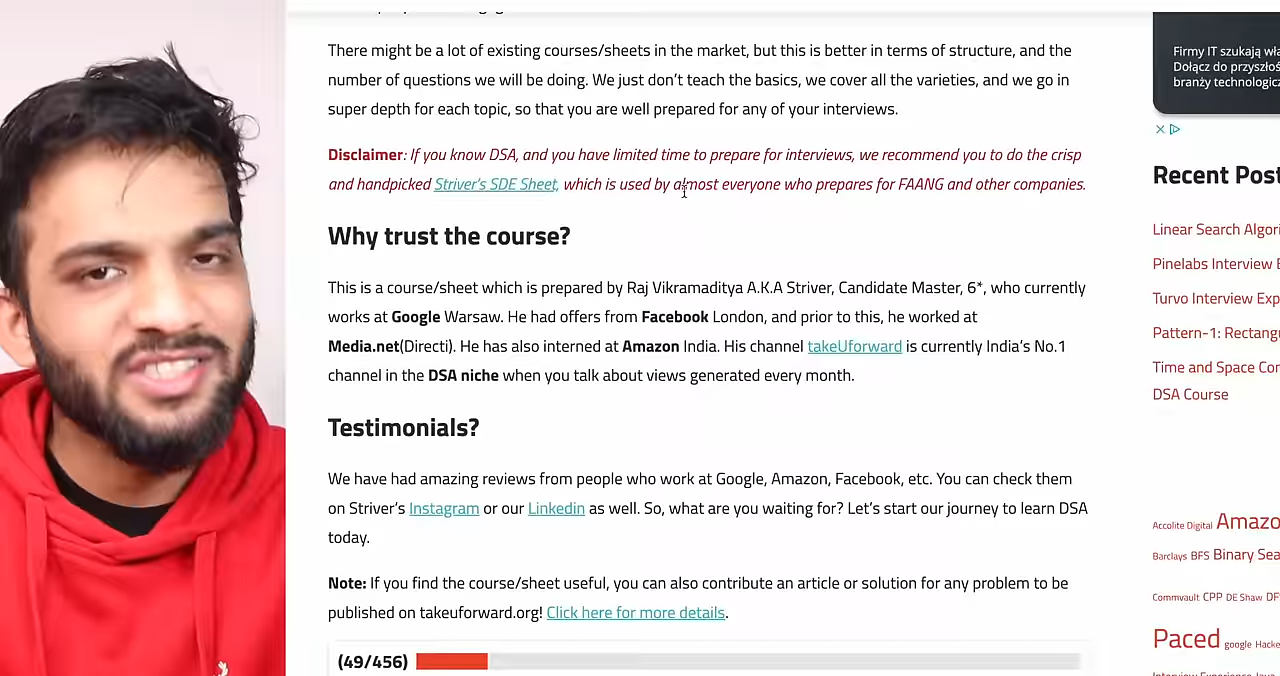 There might be a lot of existing courses/sheets in the market, but this is better in terms of structure, and the
number of questions we will be doing. We just don't teach the basics, we cover all the varieties, and we go in
super depth for each topic, so that you are well prepared for any of your interviews.
Disclaimer: If you know DSA, and you have limited time to prepare for interviews, we recommend you to do the crisp
and handpicked Striver's SDE Sheet, which is used by almost everyone who prepares for FAANG and other companies.
Why trust the course?
This is a course/sheet which is prepared by Raj Vikramaditya A.K.A Striver, Candidate Master, 6*, who currently
works at Google Warsaw. He had offers from Facebook London, and prior to this, he worked at
Media.net(Directi). He has also interned at Amazon India. His channel takeUforward is currently India's No.1
channel in the DSA niche when you talk about views generated every month.
Testimonials?
We have had amazing reviews from people who work at Google, Amazon, Facebook, etc. You can check them
on Striver's Instagram or our Linkedin as well. So, what are you waiting for? Let's start our journey to learn DSA
today.
Note: If you find the course/sheet useful, you can also contribute an article or solution for any problem to be
published on takeuforward.org! Click here for more details.
(49/456)
Firmy IT szukają
Dołącz do
branży
Recent
Linear Search
Pinelabs Interview
Turvo Interview
Pattern-1:
Time and Space
DSA Course
Accolite Digital
Barclays BFS Binary
Commvault CPP DE Shaw
Paced google
Interview Experience